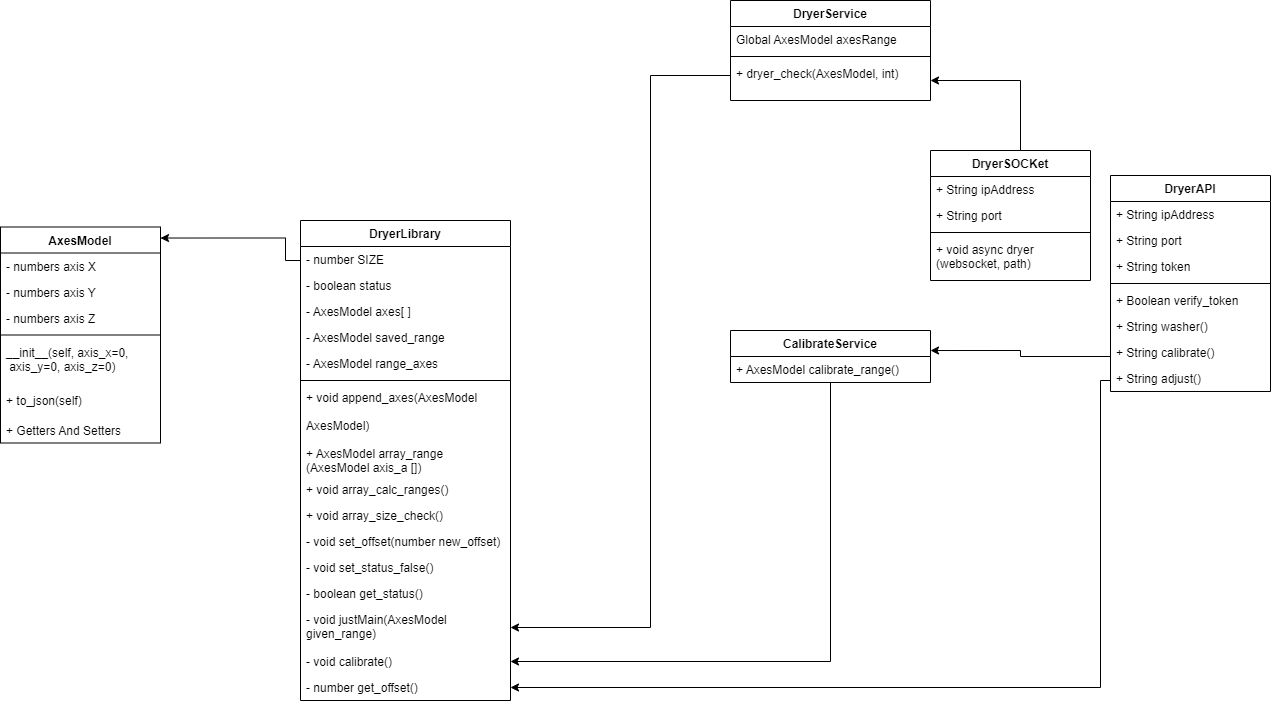 DryerService
Global AxesModel axesRange
+ dryer_check(AxesModel, int)
DryerSOCKet
+ String ipAddress
+ String port
+ void async dryer
(websocket, path)
DryerAPI
+ String ipAddress
+ String port
+ String token
+ Boolean verify_token
+ String washer()
+ String calibrate()
+ String adjust()
AxesModel
- numbers axis X
- numbers axis Y
- numbers axis Z
__init__(self, axis_x=0,
axis_y=0, axis_z=0)
+ to_json(self)
+ Getters And Setters
DryerLibrary
- number SIZE
- boolean status
- AxesModel axes[ ]
- AxesModel saved_range
- AxesModel range_axes
+ void append_axes(AxesModel
AxesModel)
+ AxesModel array_range
(AxesModel axis_a [])
+ void array_calc_ranges()
+ void array_size_check()
- void set_offset(number new_offset)
- void set_status_false()
- boolean get_status()
- void justMain(AxesModel
given_range)
- void calibrate()
- number get_offset()
CalibrateService
+ AxesModel calibrate_range()